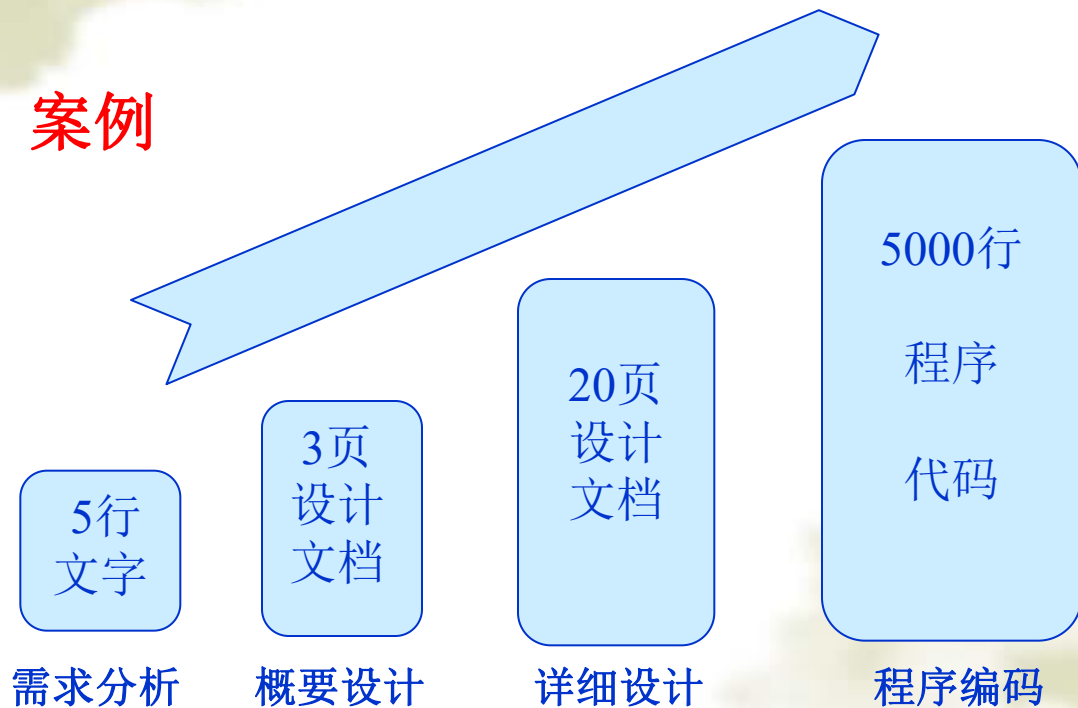 案例
5行
文字
3页
设计
文档
20页
设计
文档
5000行
程序
代码
需求分析
概要设计
详细设计
程序编码